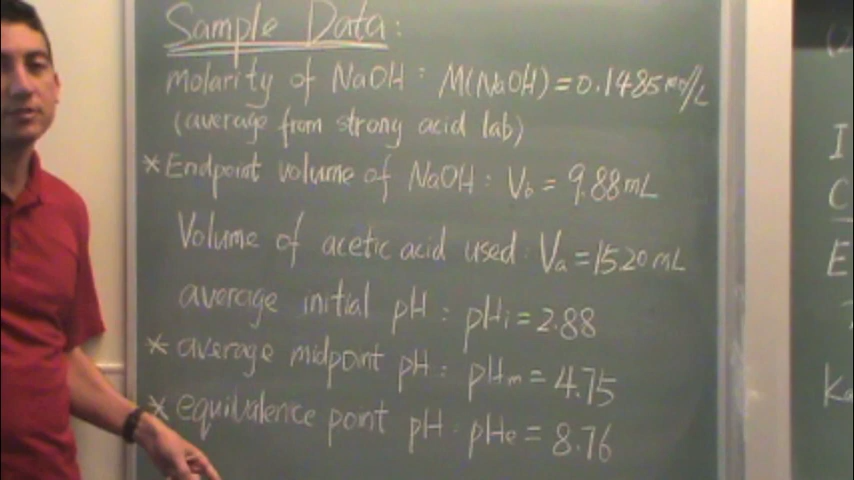 Sample Data:
molarity of NaOH: M(NaOH) = 0.1485 mol/L
(average from strong acid lab)
* Endpoint volume of NaOH: Vb = 9.88 mL
Volume of acetic acid used: Va = 15.20 mL
average initial pH: pHi = 2.88
* average midpoint pH: pHm = 4.75
* equivalence point pH: pHe = 8.76
I
C
E
Ka